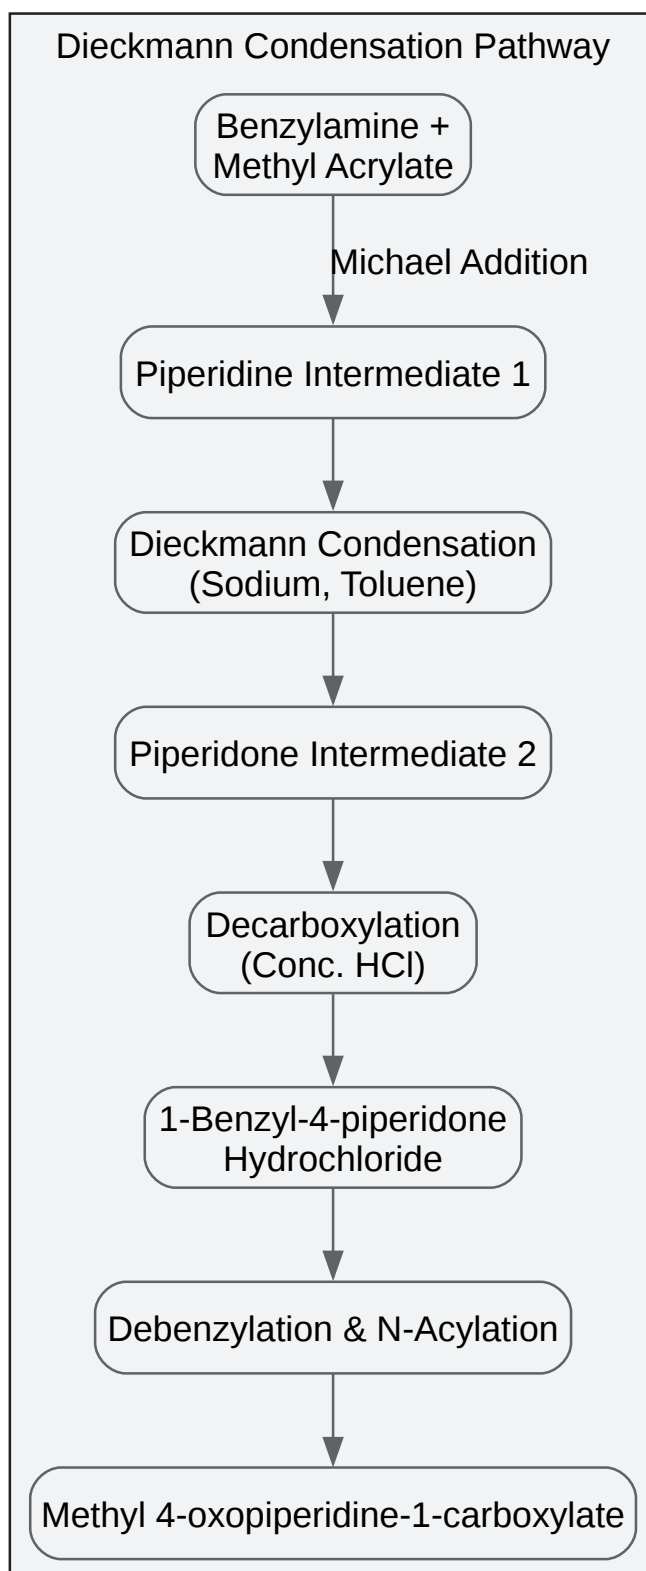 Dieckmann Condensation Pathway
Benzylamine +
Methyl Acrylate
Michael Addition
Piperidine Intermediate 1
Dieckmann Condensation
(Sodium, Toluene)
Piperidone Intermediate 2
Decarboxylation
(Conc. HCl)
1-Benzyl-4-piperidone
Hydrochloride
Debenzylation & N-Acylation
Methyl 4-oxopiperidine-1-carboxylate